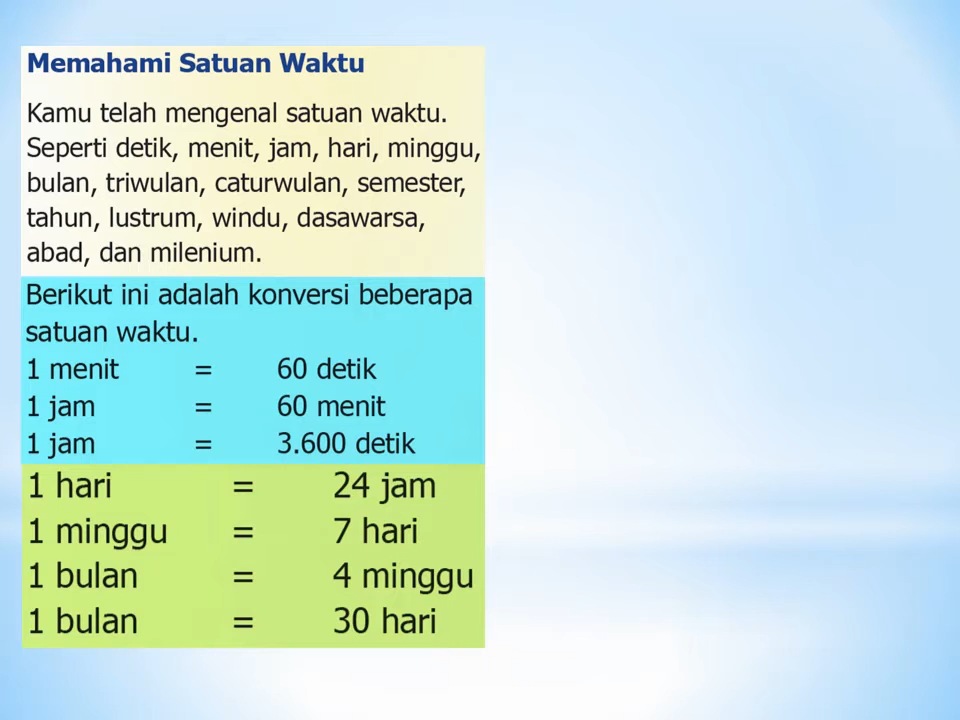 Memahami Satuan Waktu
Kamu telah mengenal satuan waktu.
Seperti detik, menit, jam, hari, minggu,
bulan, triwulan, caturwulan, semester,
tahun, lustrum, windu, dasawarsa,
abad, dan milenium.
Berikut ini adalah konversi beberapa
satuan waktu.
1 menit = 60 detik
1 jam = 60 menit
1 jam = 3.600 detik
1 hari = 24 jam
1 minggu = 7 hari
1 bulan = 4 minggu
1 bulan = 30 hari